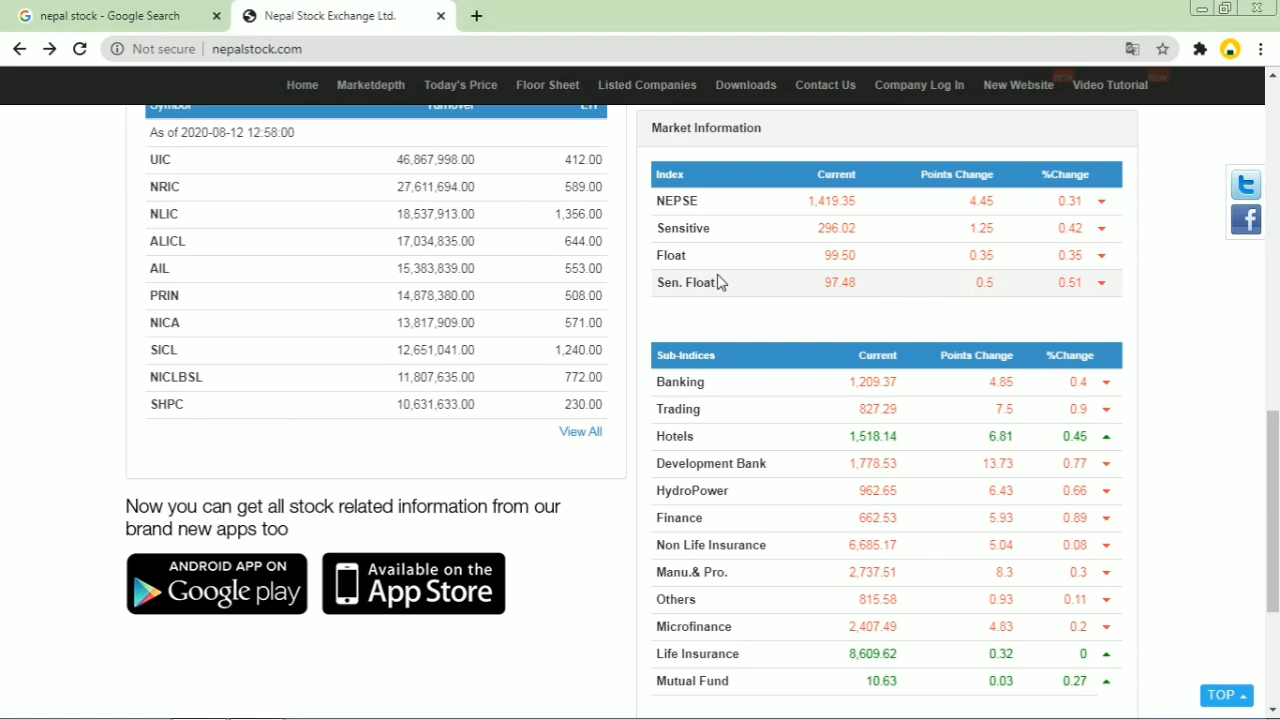 nepal stock - Google Search
Nepal Stock Exchange Ltd.
Not secure | nepalstock.com
Home Marketdepth Today's Price Floor Sheet Listed Companies Downloads Contact Us Company Log In New Website BETA Video Tutorial NEW
Symbol Turnover LTP
As of 2020-08-12 12:58:00
UIC 46,867,998.00 412.00
NRIC 27,611,694.00 589.00
NLIC 18,537,913.00 1,356.00
ALICL 17,034,835.00 644.00
AIL 15,383,839.00 553.00
PRIN 14,878,380.00 508.00
NICA 13,817,909.00 571.00
SICL 12,651,041.00 1,240.00
NICLBSL 11,807,635.00 772.00
SHPC 10,631,633.00 230.00
View All
Now you can get all stock related information from our
brand new apps too
ANDROID APP ON
Google play
Available on the
App Store
Market Information
Index Current Points Change %Change
NEPSE 1,419.35 4.45 0.31
Sensitive 296.02 1.25 0.42
Float 99.50 0.35 0.35
Sen. Float 97.48 0.5 0.51
Sub-Indices Current Points Change %Change
Banking 1,209.37 4.85 0.4
Trading 827.29 7.5 0.9
Hotels 1,518.14 6.81 0.45
Development Bank 1,778.53 13.73 0.77
HydroPower 962.65 6.43 0.66
Finance 662.53 5.93 0.89
Non Life Insurance 6,685.17 5.04 0.08
Manu.& Pro. 2,737.51 8.3 0.3
Others 815.58 0.93 0.11
Microfinance 2,407.49 4.83 0.2
Life Insurance 8,609.62 0.32 0
Mutual Fund 10.63 0.03 0.27
TOP